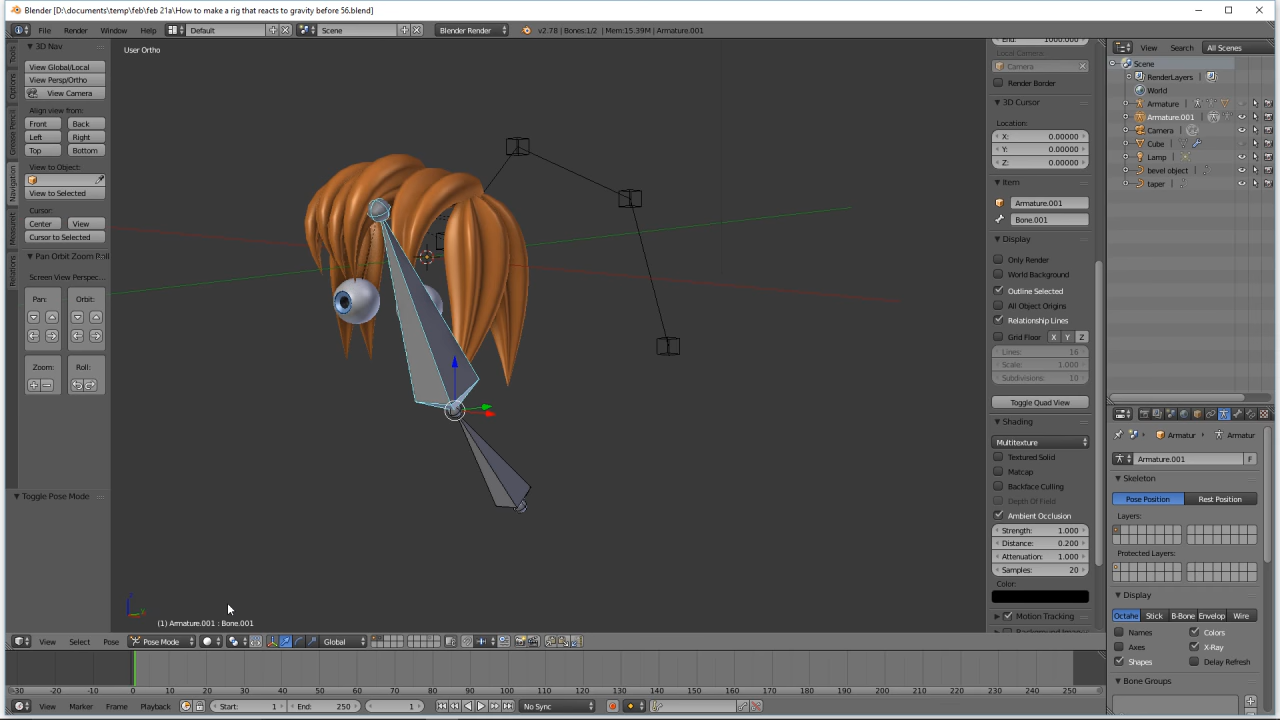 Blender [D:\documents\temp\feb\feb 21a\How to make a rig that reacts to gravity before 56.blend]
File Render Window Help Default Scene Blender Render v2.78 | Bones:1/2 | Mem:15.39M | Armature.001
3D Nav
View Global/Local
View Persp/Ortho
View Camera
Align view from:
Front Back
Left Right
Top Bottom
View to Object:
View to Selected
Cursor:
Center View
Cursor to Selected
Pan Orbit Zoom Roll
Screen View Perspec...
Pan: Orbit:
Zoom: Roll:
Toggle Pose Mode
Tools
Options
Grease Pencil
Navigation
Relations
User Ortho
(1) Armature.001 : Bone.001
View Select Pose Pose Mode Global
End: 1000.000
Local Camera:
Camera
Render Border
3D Cursor
Location:
X: 0.00000
Y: 0.00000
Z: 0.00000
Item
Armature.001
Bone.001
Display
Only Render
World Background
Outline Selected
All Object Origins
Relationship Lines
Grid Floor X Y Z
Lines: 16
Scale: 1.000
Subdivisions: 10
Toggle Quad View
Shading
Multitexture
Textured Solid
Matcap
Backface Culling
Depth Of Field
Ambient Occlusion
Strength: 1.000
Distance: 0.200
Attenuation: 1.000
Samples: 20
Color:
Motion Tracking
View Search All Scenes
Scene
RenderLayers
World
Armature
Armature.001
Camera
Cube
Lamp
bevel object
taper
Armatur Armatur
Armature.001 F
Skeleton
Pose Position Rest Position
Layers:
Protected Layers:
Display
Octahe Stick B-Bone Envelop Wire
Names Colors
Axes X-Ray
Shapes Delay Refresh
Bone Groups
-30 -20 -10 0 10 20 30 40 50 60 70 80 90 100 110 120 130 140 150 160 170 180 190 200 210 220 230 240 250
View Marker Frame Playback Start: 1 End: 250 1 No Sync